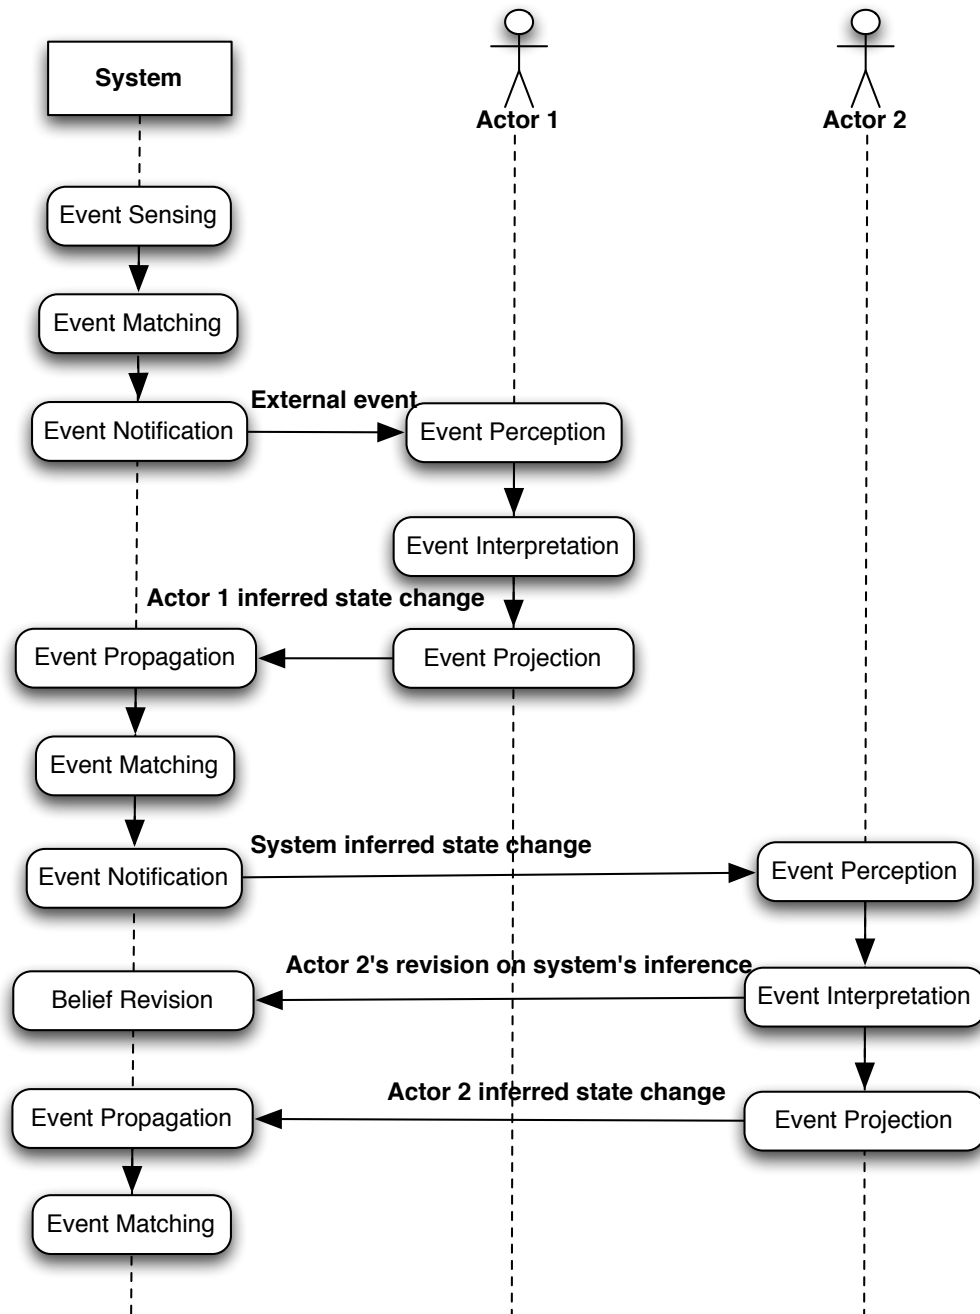 System
Actor 1
Actor 2
Event Sensing
Event Matching
External event
Event Notification
Event Perception
Event Interpretation
Actor 1 inferred state change
Event Propagation
Event Projection
Event Matching
System inferred state change
Event Notification
Event Perception
Actor 2's revision on system's inference
Belief Revision
Event Interpretation
Actor 2 inferred state change
Event Propagation
Event Projection
Event Matching